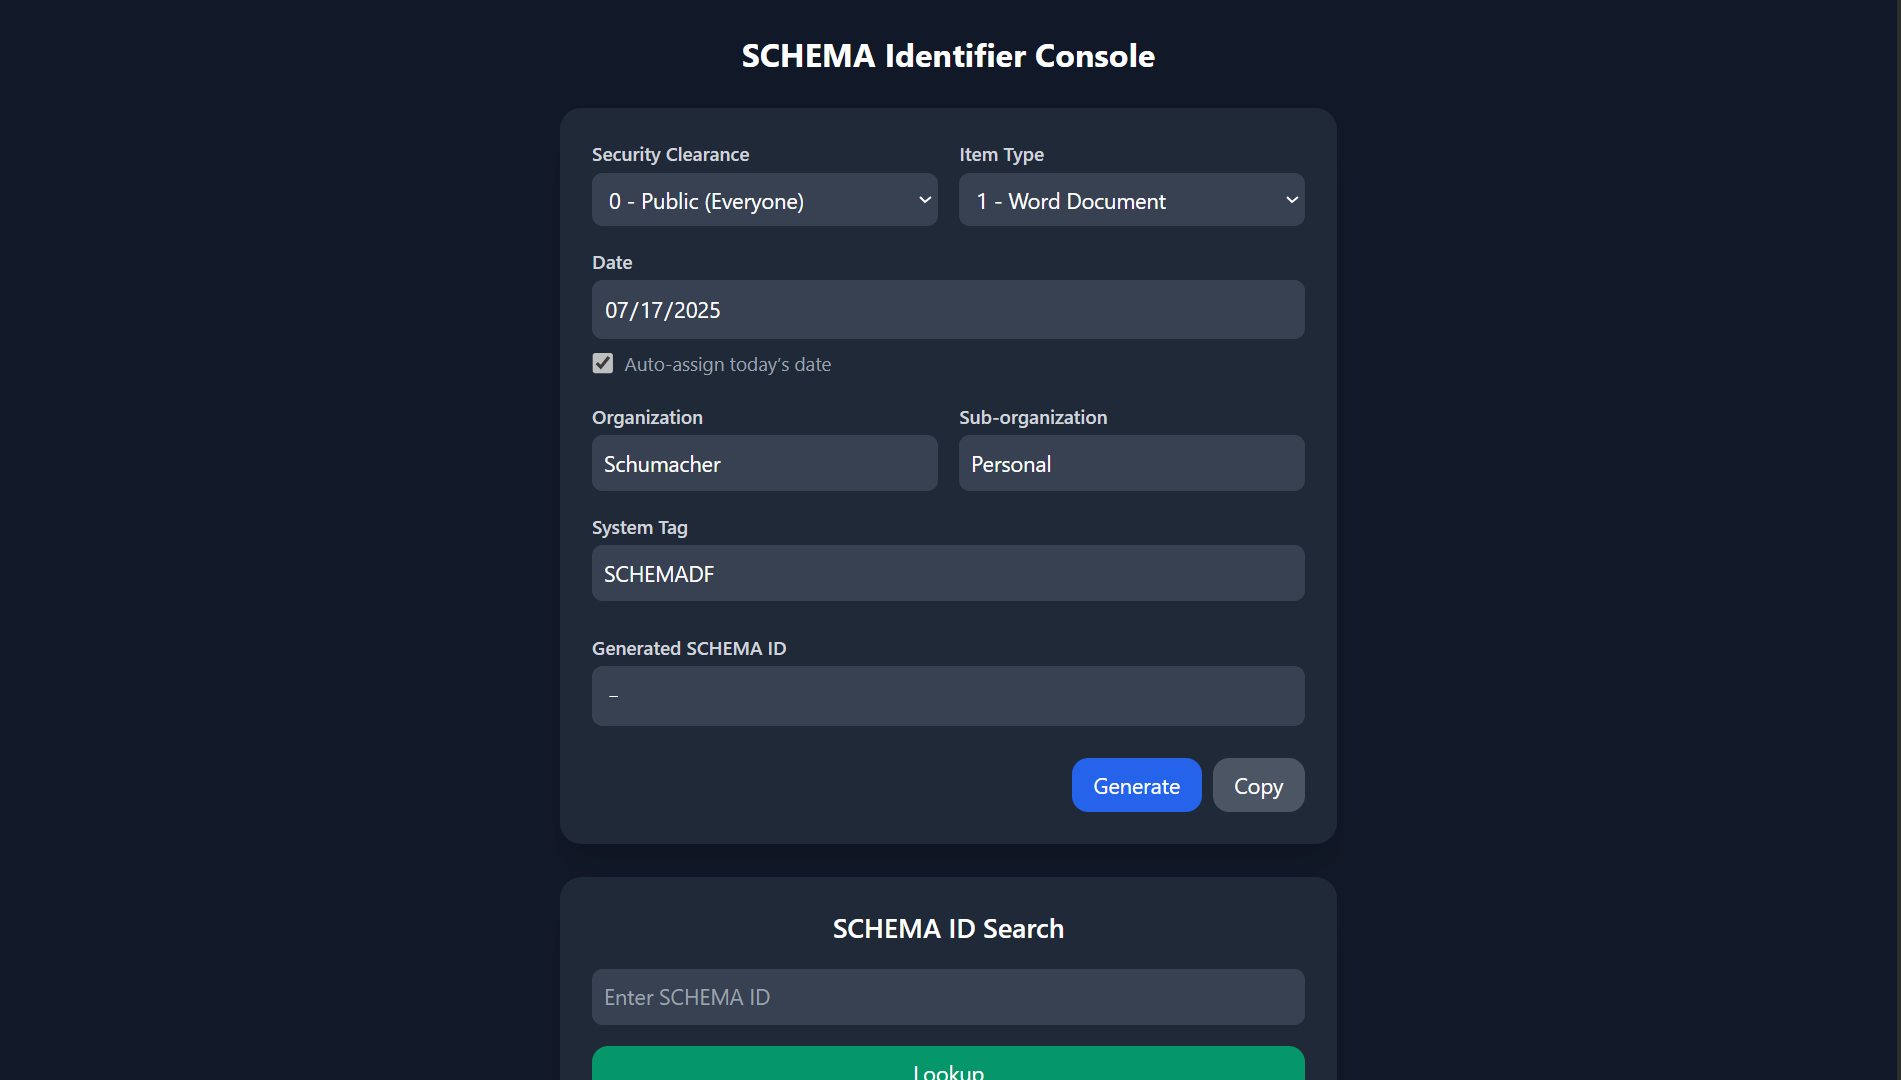 SCHEMA Identifier Console
Security Clearance
Item Type
0 - Public (Everyone)
1 - Word Document
Date
07/17/2025
Auto-assign today’s date
Organization
Sub-organization
Schumacher
Personal
System Tag
SCHEMADF
Generated SCHEMA ID
–
Generate
Copy
SCHEMA ID Search
Enter SCHEMA ID
Lookup